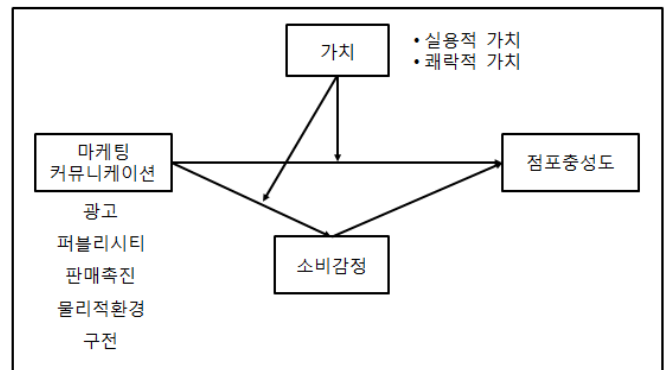 가치
• 실용적 가치
• 쾌락적 가치
마케팅
커뮤니케이션
점포충성도
광고
퍼블리시티
판매촉진
물리적환경
구전
소비감정